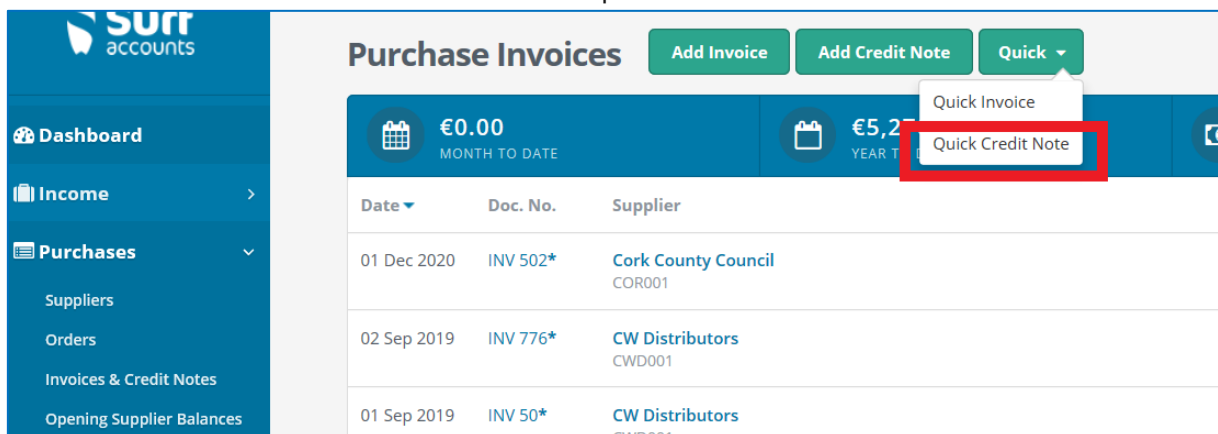 Surf
accounts
Purchase Invoices
Add Invoice
Add Credit Note
Quick
Quick Invoice
Quick Credit Note
€0.00
MONTH TO DATE
€5,27
YEAR T
Dashboard
Income
Purchases
Suppliers
Orders
Invoices & Credit Notes
Opening Supplier Balances
Date
Doc. No.
Supplier
01 Dec 2020
INV 502*
Cork County Council
COR001
02 Sep 2019
INV 776*
CW Distributors
CWD001
01 Sep 2019
INV 50*
CW Distributors